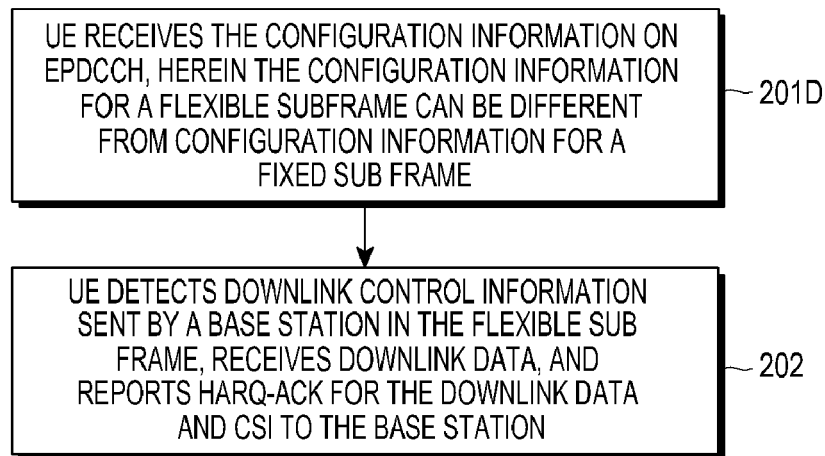 UE RECEIVES THE CONFIGURATION INFORMATION ON
EPDCCH, HEREIN THE CONFIGURATION INFORMATION
FOR A FLEXIBLE SUBFRAME CAN BE DIFFERENT
FROM CONFIGURATION INFORMATION FOR A
FIXED SUB FRAME
201D
UE DETECTS DOWNLINK CONTROL INFORMATION
SENT BY A BASE STATION IN THE FLEXIBLE SUB
FRAME, RECEIVES DOWNLINK DATA, AND
REPORTS HARQ-ACK FOR THE DOWNLINK DATA
AND CSI TO THE BASE STATION
202